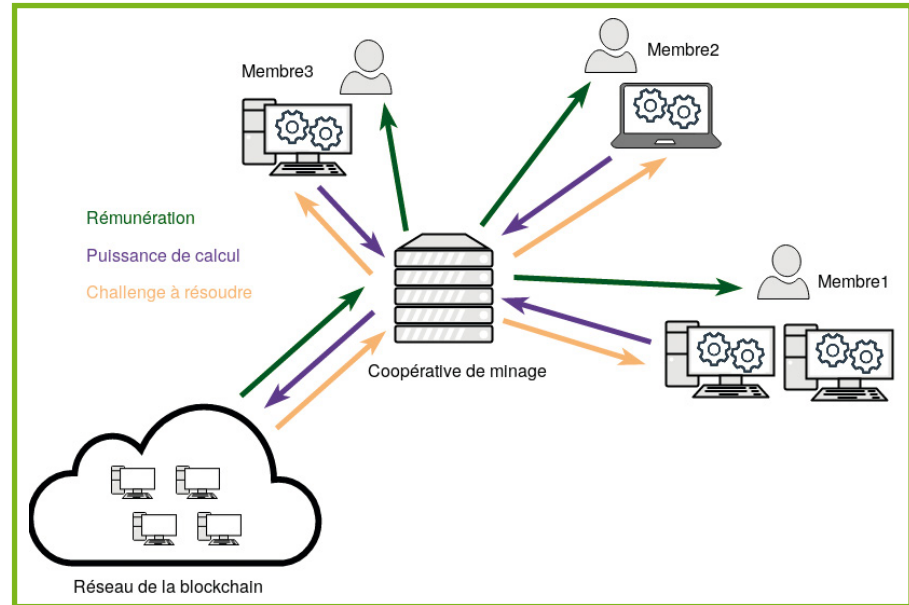 Membre2
Membre3
Rémunération
Puissance de calcul
Challenge à résoudre
Membre1
Coopérative de minage
Réseau de la blockchain